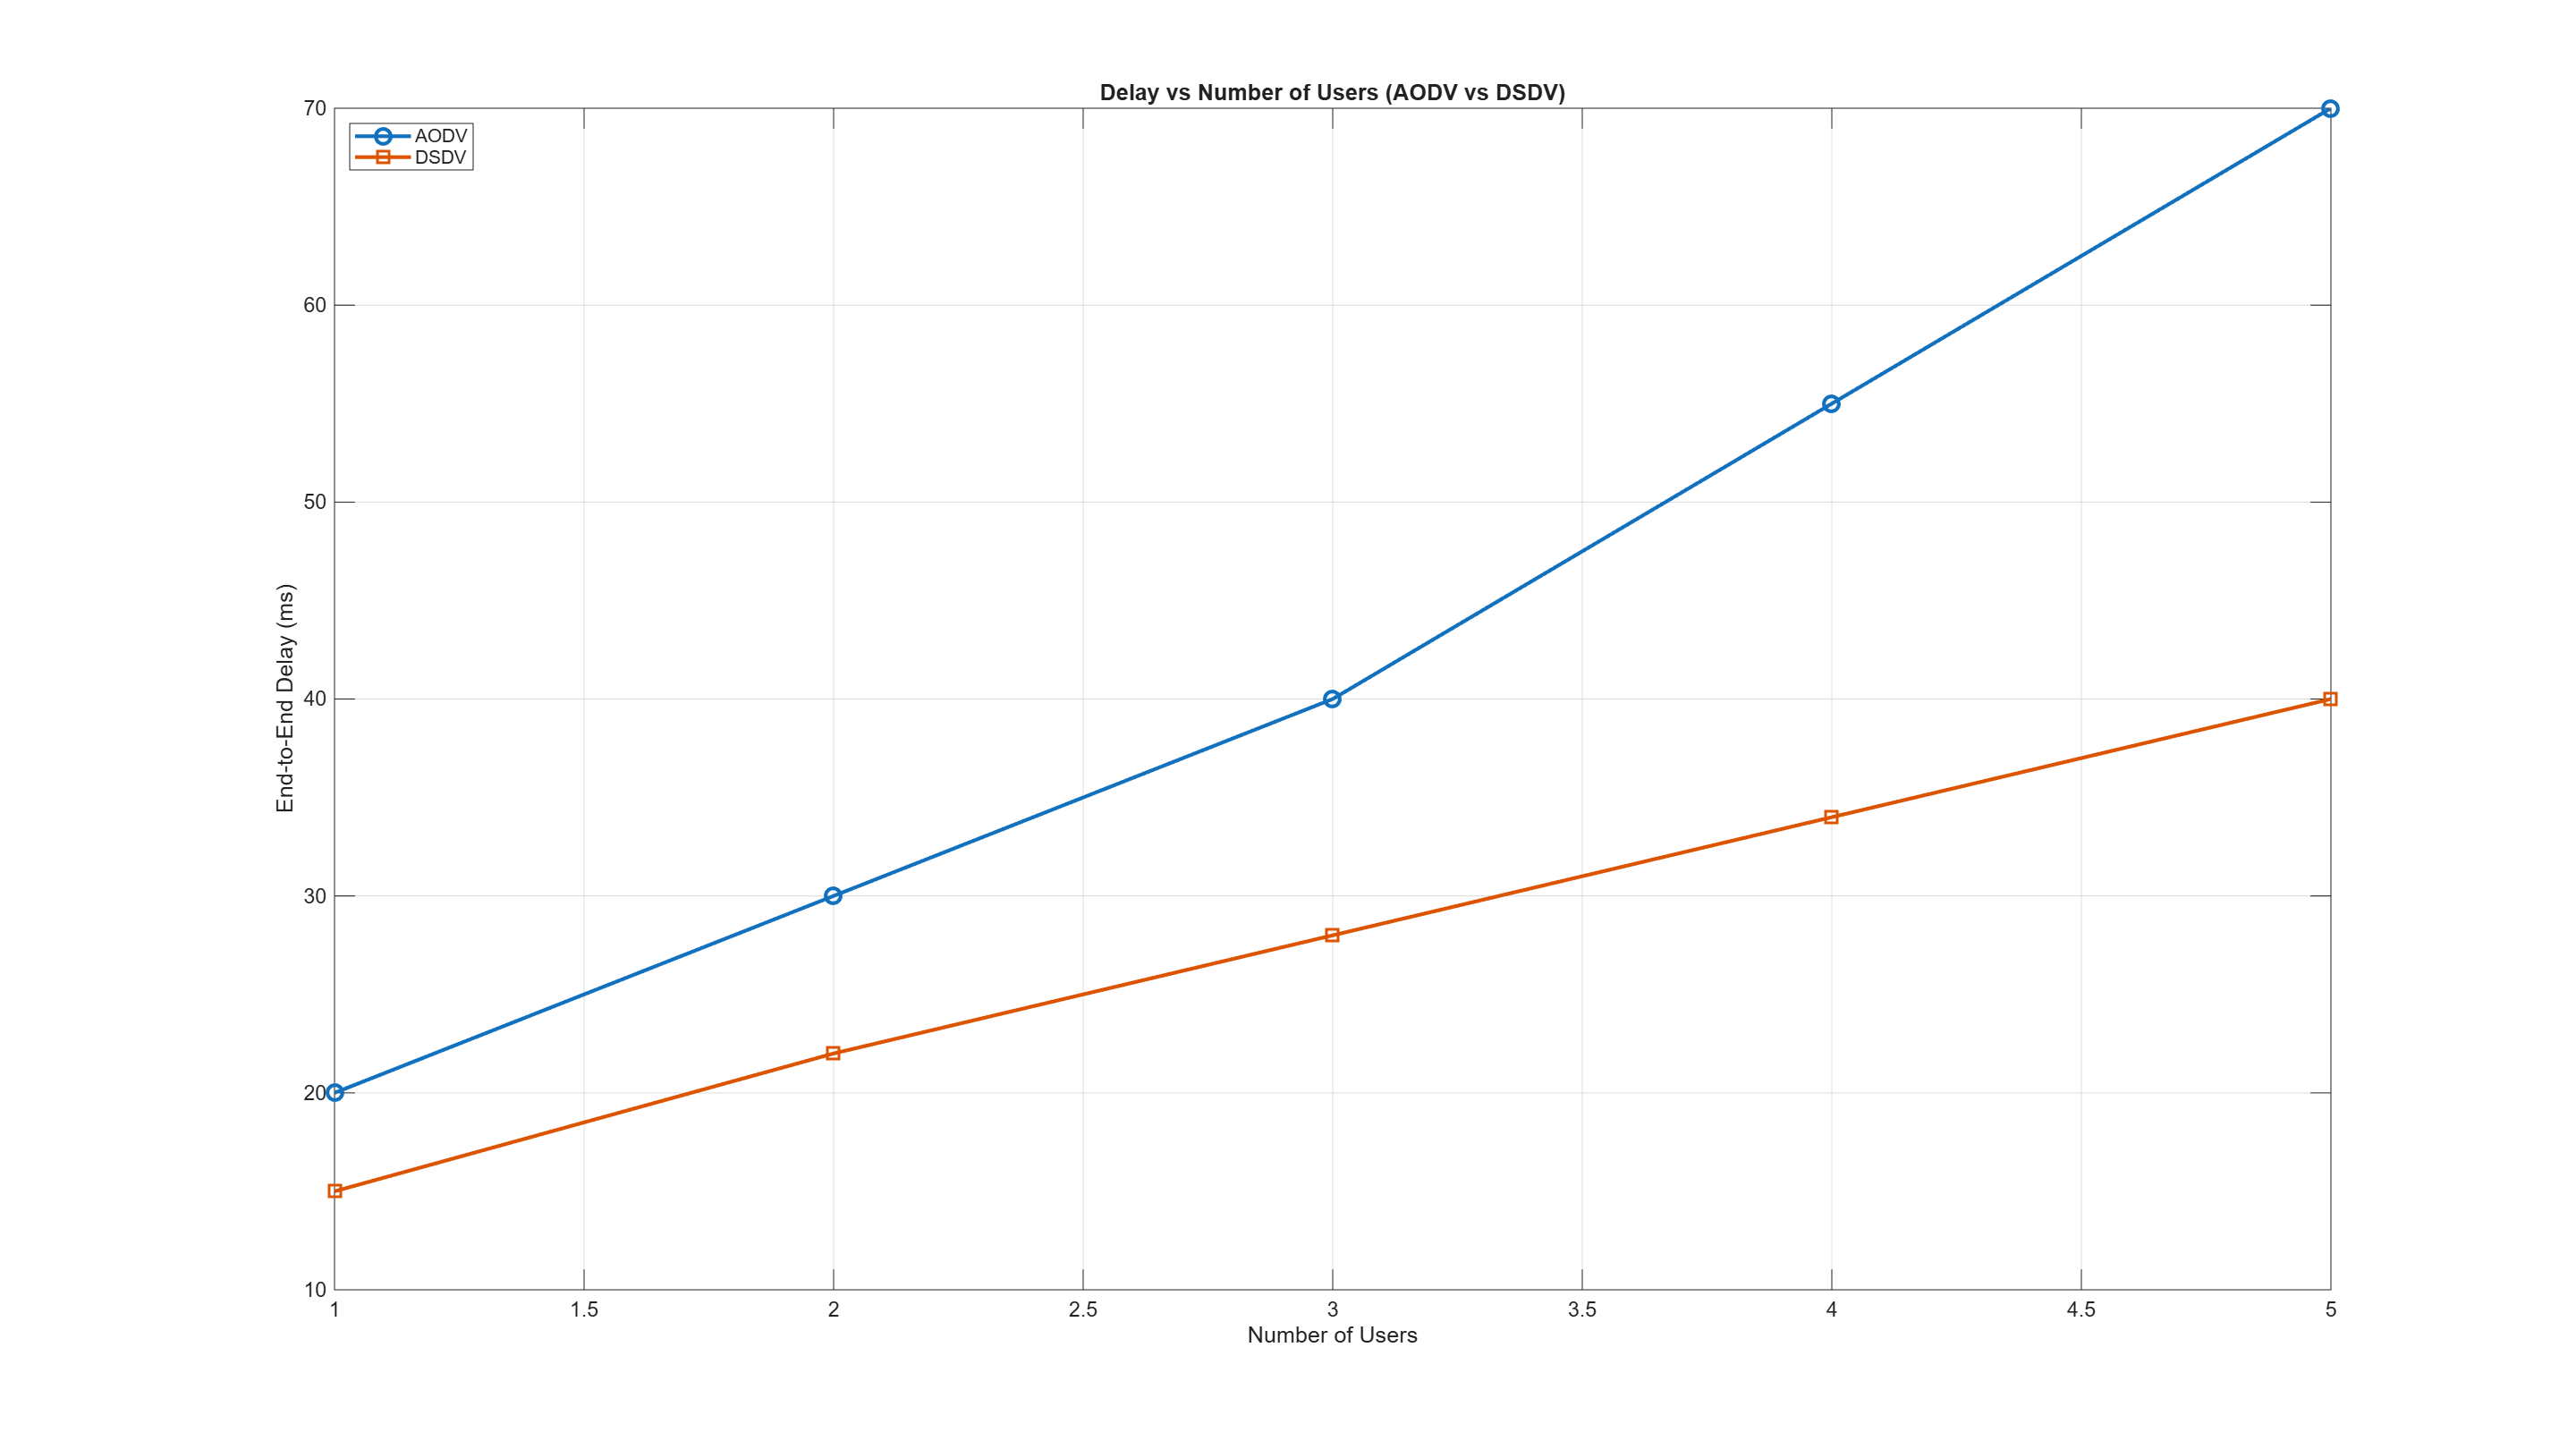 Delay vs Number of Users (AODV vs DSDV)
AODV
DSDV
End-to-End Delay (ms)
70
60
50
40
30
20
10
1 1.5 2 2.5 3 3.5 4 4.5 5
Number of Users